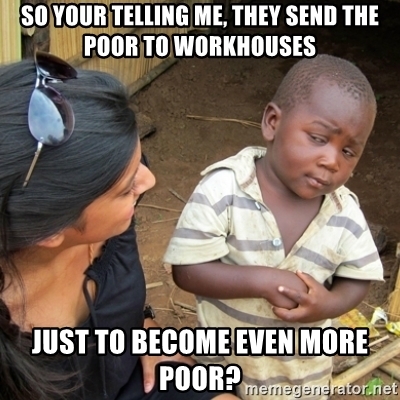 SO YOUR TELLING ME, THEY SEND THE
POOR TO WORKHOUSES
JUST TO BECOME EVEN MORE
POOR?
memegenerator.net